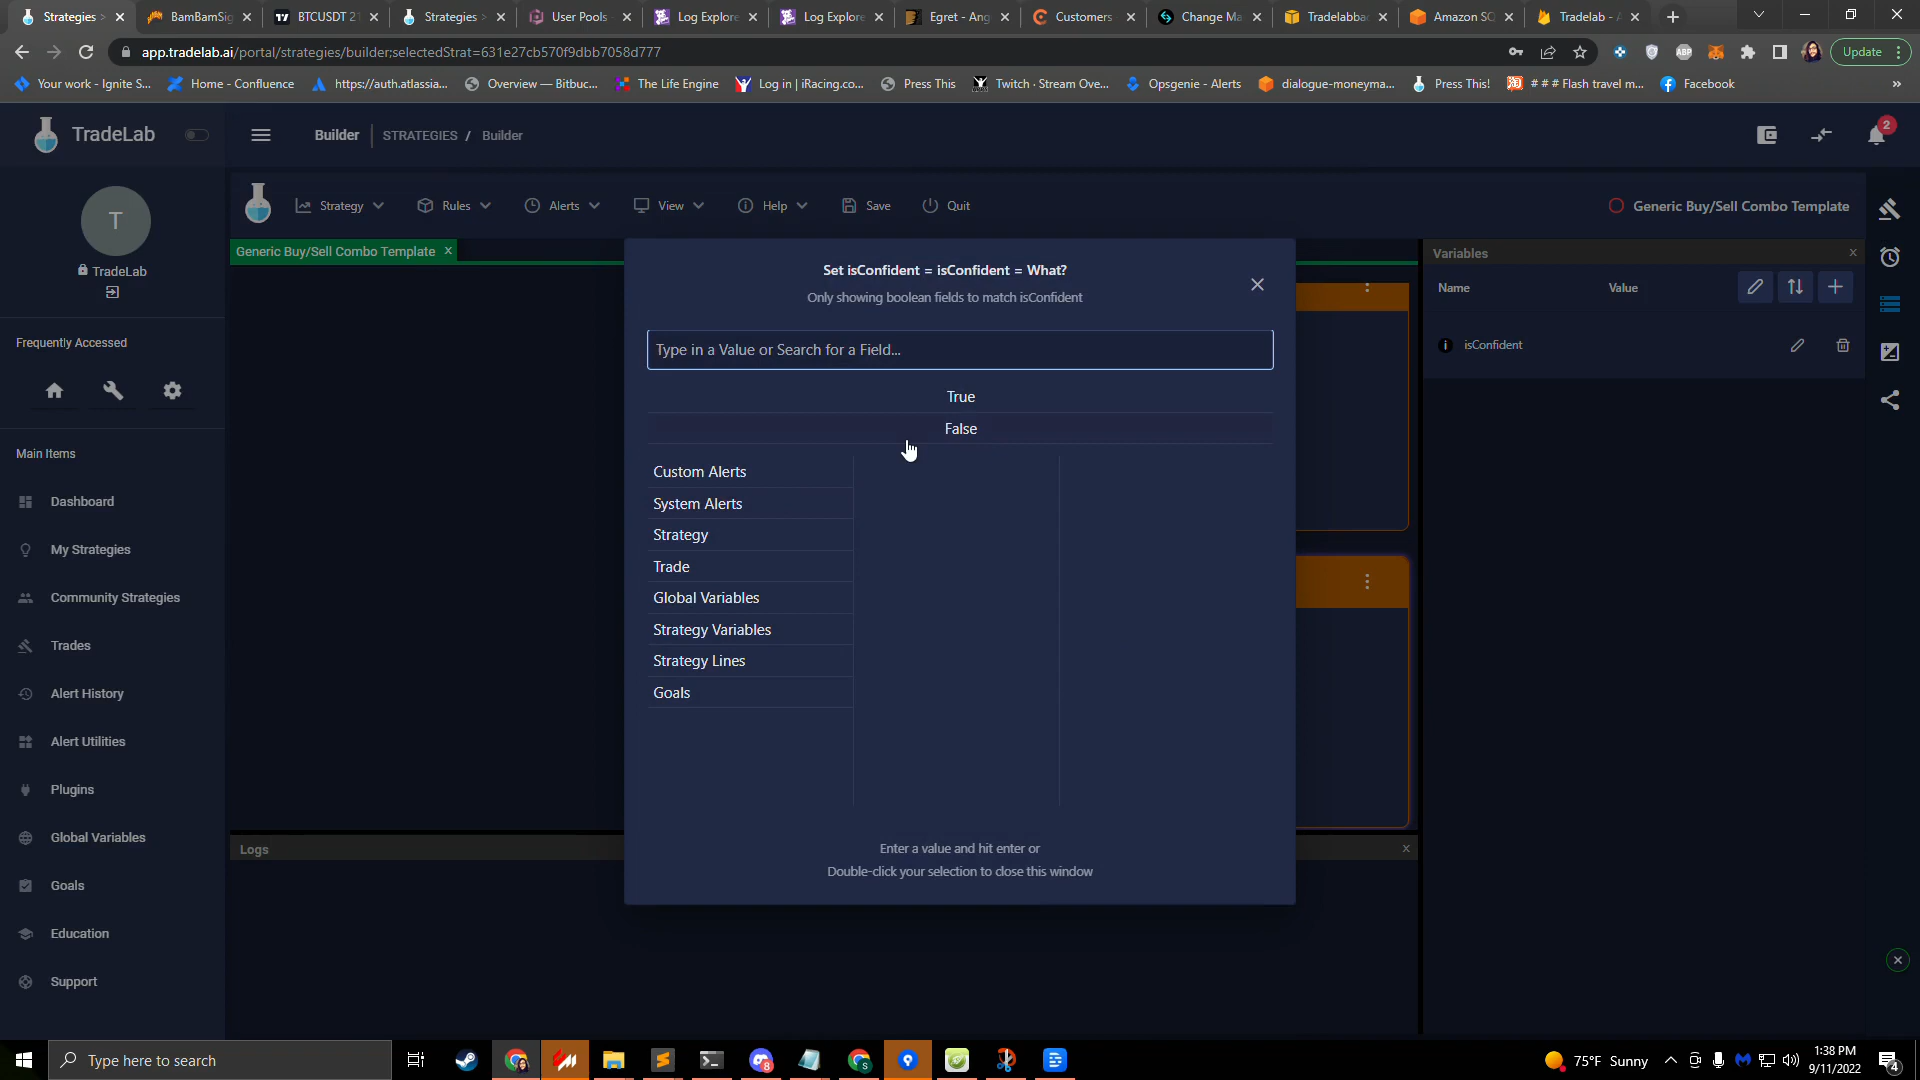 Strategies >
BamBamSig
BTCUSDT 21
Strategies >
User Pools -
Log Explore
Log Explore
Egret - Ang
Customers
Change Ma
Tradelabbac
Amazon SQ
Tradelab - A
app.tradelab.ai/portal/strategies/builder;selectedStrat=631e27cb570f9dbb7058d777
Update
Your work - Ignite S...
Home - Confluence
https://auth.atlassia...
Overview — Bitbuc...
The Life Engine
Log in | iRacing.co...
Press This
Twitch · Stream Ove...
Opsgenie - Alerts
dialogue-moneyma...
Press This!
# # # Flash travel m...
Facebook
»
TradeLab
Builder
STRATEGIES / Builder
2
T
TradeLab
Strategy
Rules
Alerts
View
Help
Save
Quit
Generic Buy/Sell Combo Template
Generic Buy/Sell Combo Template
Set isConfident = isConfident = What?
Only showing boolean fields to match isConfident
Type in a Value or Search for a Field...
True
False
Custom Alerts
System Alerts
Strategy
Trade
Global Variables
Strategy Variables
Strategy Lines
Goals
Enter a value and hit enter or
Double-click your selection to close this window
Variables
Name
Value
isConfident
Frequently Accessed
Main Items
Dashboard
My Strategies
Community Strategies
Trades
Alert History
Alert Utilities
Plugins
Global Variables
Goals
Education
Support
Logs
Type here to search
75°F Sunny
1:38 PM
9/11/2022
4